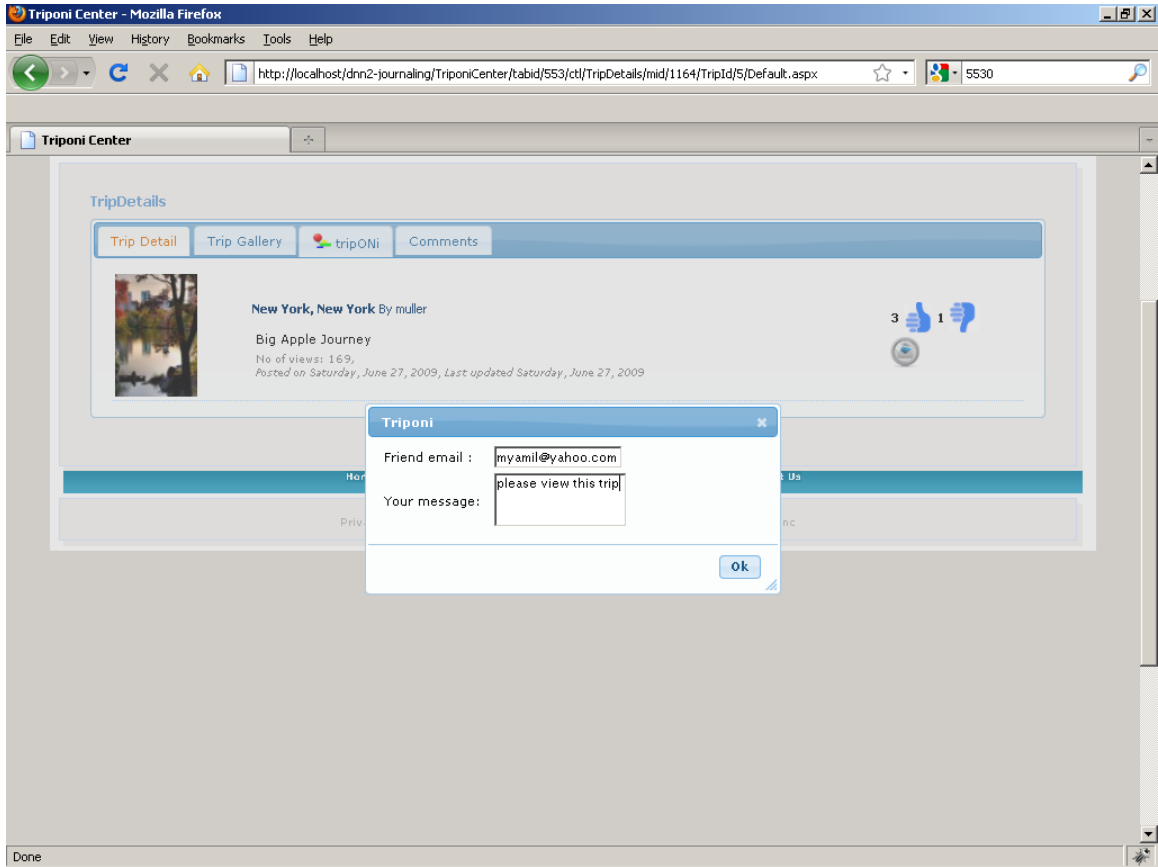 Triponi Center - Mozilla Firefox
File Edit View History Bookmarks Tools Help
http://localhost/dnn2-journaling/TriponiCenter/tabid/553/ctl/TripDetails/mid/1164/TripId/5/Default.aspx 5530
Triponi Center
TripDetails
Trip Detail Trip Gallery tripONi Comments
New York, New York By muller
3 1
Big Apple Journey
No of views: 169,
Posted on Saturday, June 27, 2009, Last updated Saturday, June 27, 2009
Triponi
Friend email : myamil@yahoo.com
Hom t Us
Your message: please view this trip
Priv nc
Ok
Done